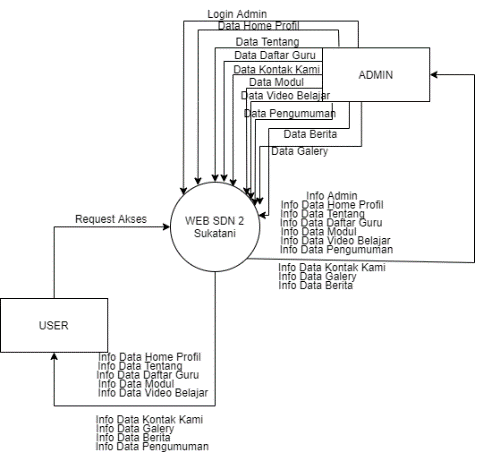 Login Admin
Data Home Profil
Data Tentang
Data Daftar Guru
Data Kontak Kami
Data Modul
Data Video Belajar
Data Pengumuman
Data Berita
Data Galery
ADMIN
WEB SDN 2
Sukatani
Info Admin
Info Data Home Profil
Info Data Tentang
Info Data Daftar Guru
Info Data Modul
Info Data Video Belajar
Info Data Pengumuman
Info Data Kontak Kami
Info Data Galery
Info Data Berita
Request Akses
USER
Info Data Home Profil
Info Data Tentang
Info Data Daftar Guru
Info Data Modul
Info Data Video Belajar
Info Data Kontak Kami
Info Data Galery
Info Data Berita
Info Data Pengumuman